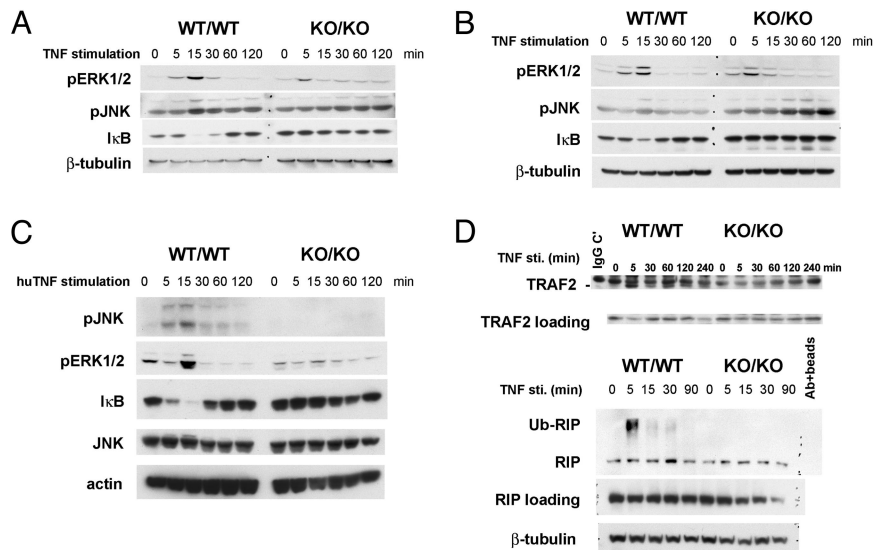 A
WT/WT KO/KO
TNF stimulation 0 5 15 30 60 120 0 5 15 30 60 120 min
pERK1/2
pJNK
IκB
β-tubulin
B
WT/WT KO/KO
TNF stimulation 0 5 15 30 60 120 0 5 15 30 60 120 min
pERK1/2
pJNK
IκB
β-tubulin
C
WT/WT KO/KO
huTNF stimulation 0 5 15 30 60 120 0 5 15 30 60 120 min
pJNK
pERK1/2
IκB
JNK
actin
D
WT/WT KO/KO
IgG C'
TNF sti. (min) 0 5 30 60 120 240 0 5 30 60 120 240 min
TRAF2 -
TRAF2 loading
WT/WT KO/KO
Ab+beads
TNF sti. (min) 0 5 15 30 90 0 5 15 30 90
Ub-RIP
RIP
RIP loading
β-tubulin